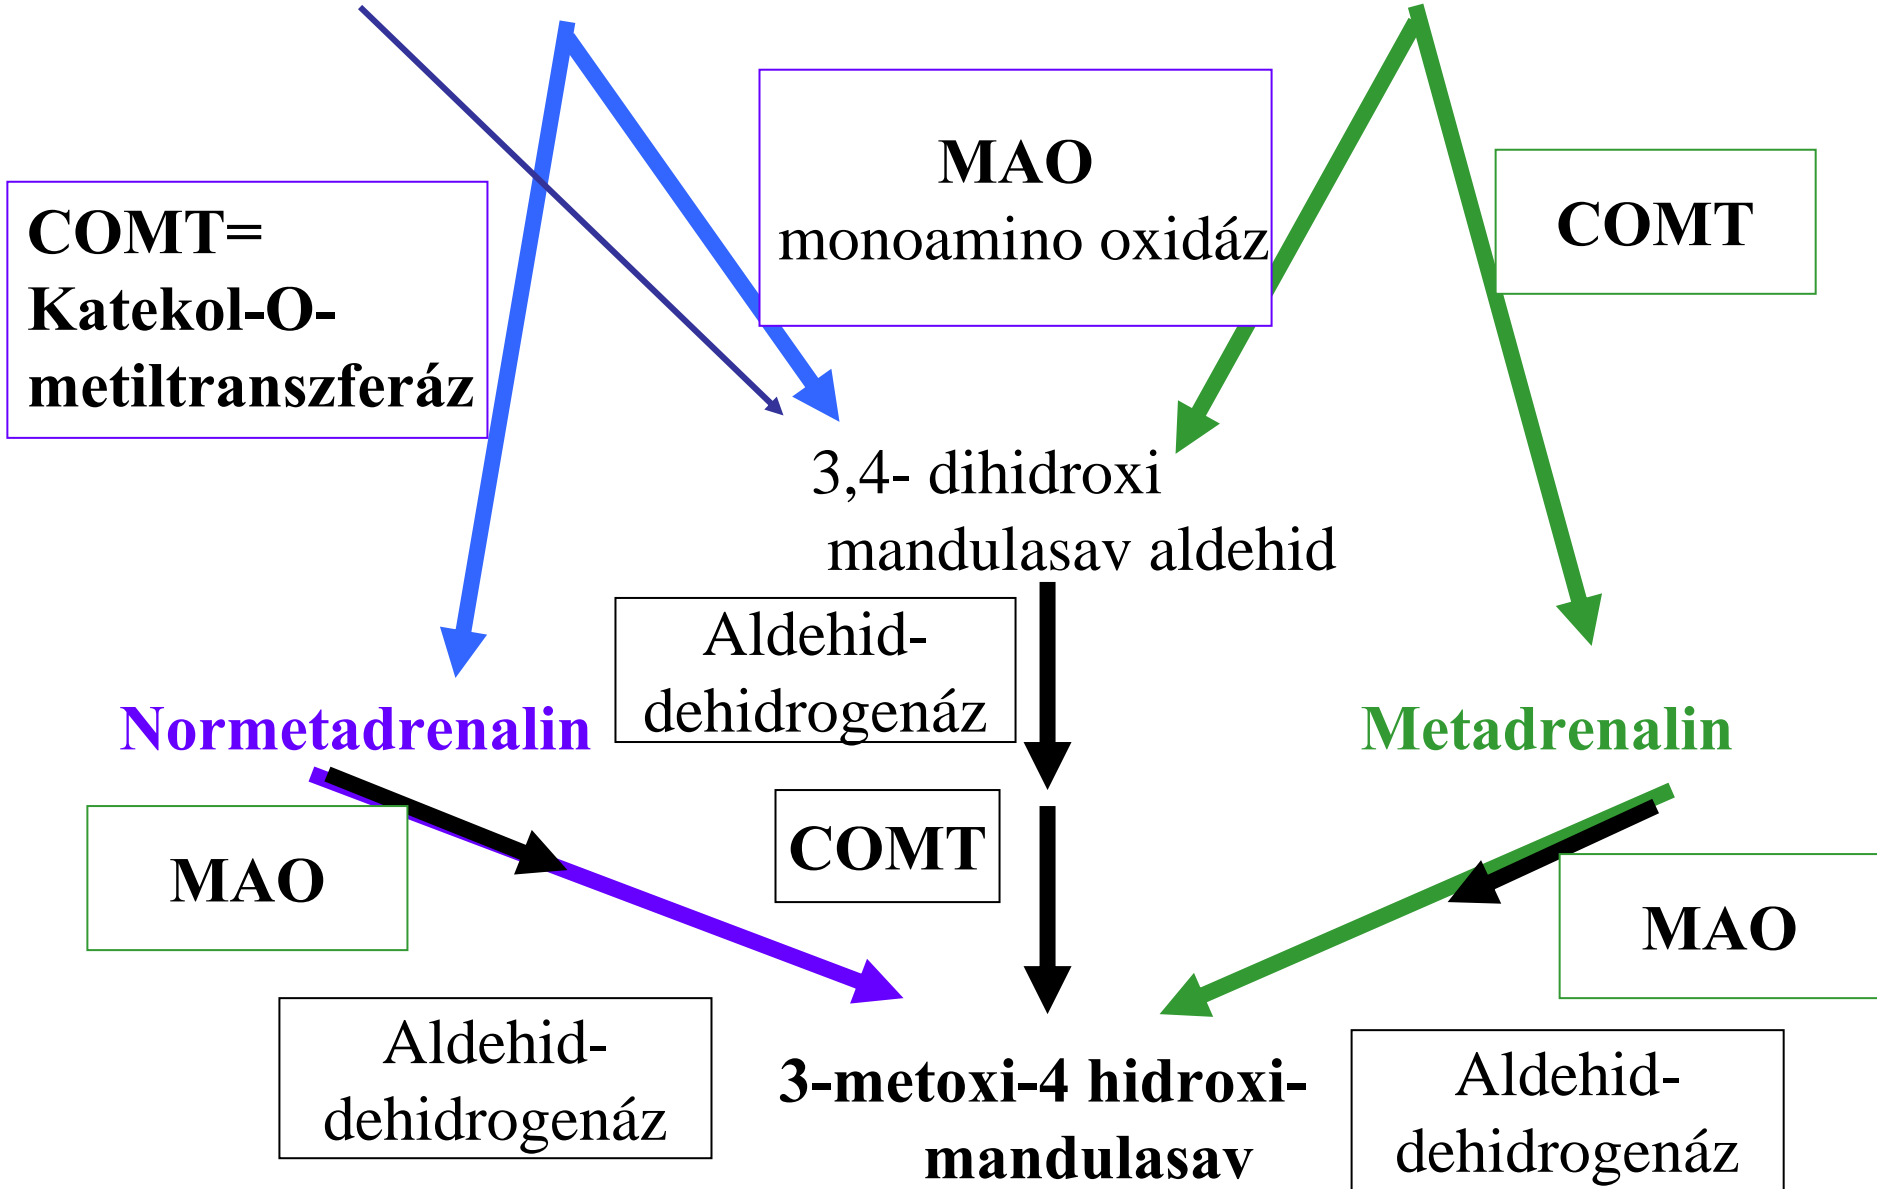 MAO
monoamino oxidáz
COMT
COMT=
Katekol-O-
metiltranszferáz
3,4- dihidroxi
mandulasav aldehid
Aldehid-
dehidrogenáz
Normetadrenalin
Metadrenalin
MAO
COMT
MAO
Aldehid-
dehidrogenáz
3-metoxi-4 hidroxi-
mandulasav
Aldehid-
dehidrogenáz